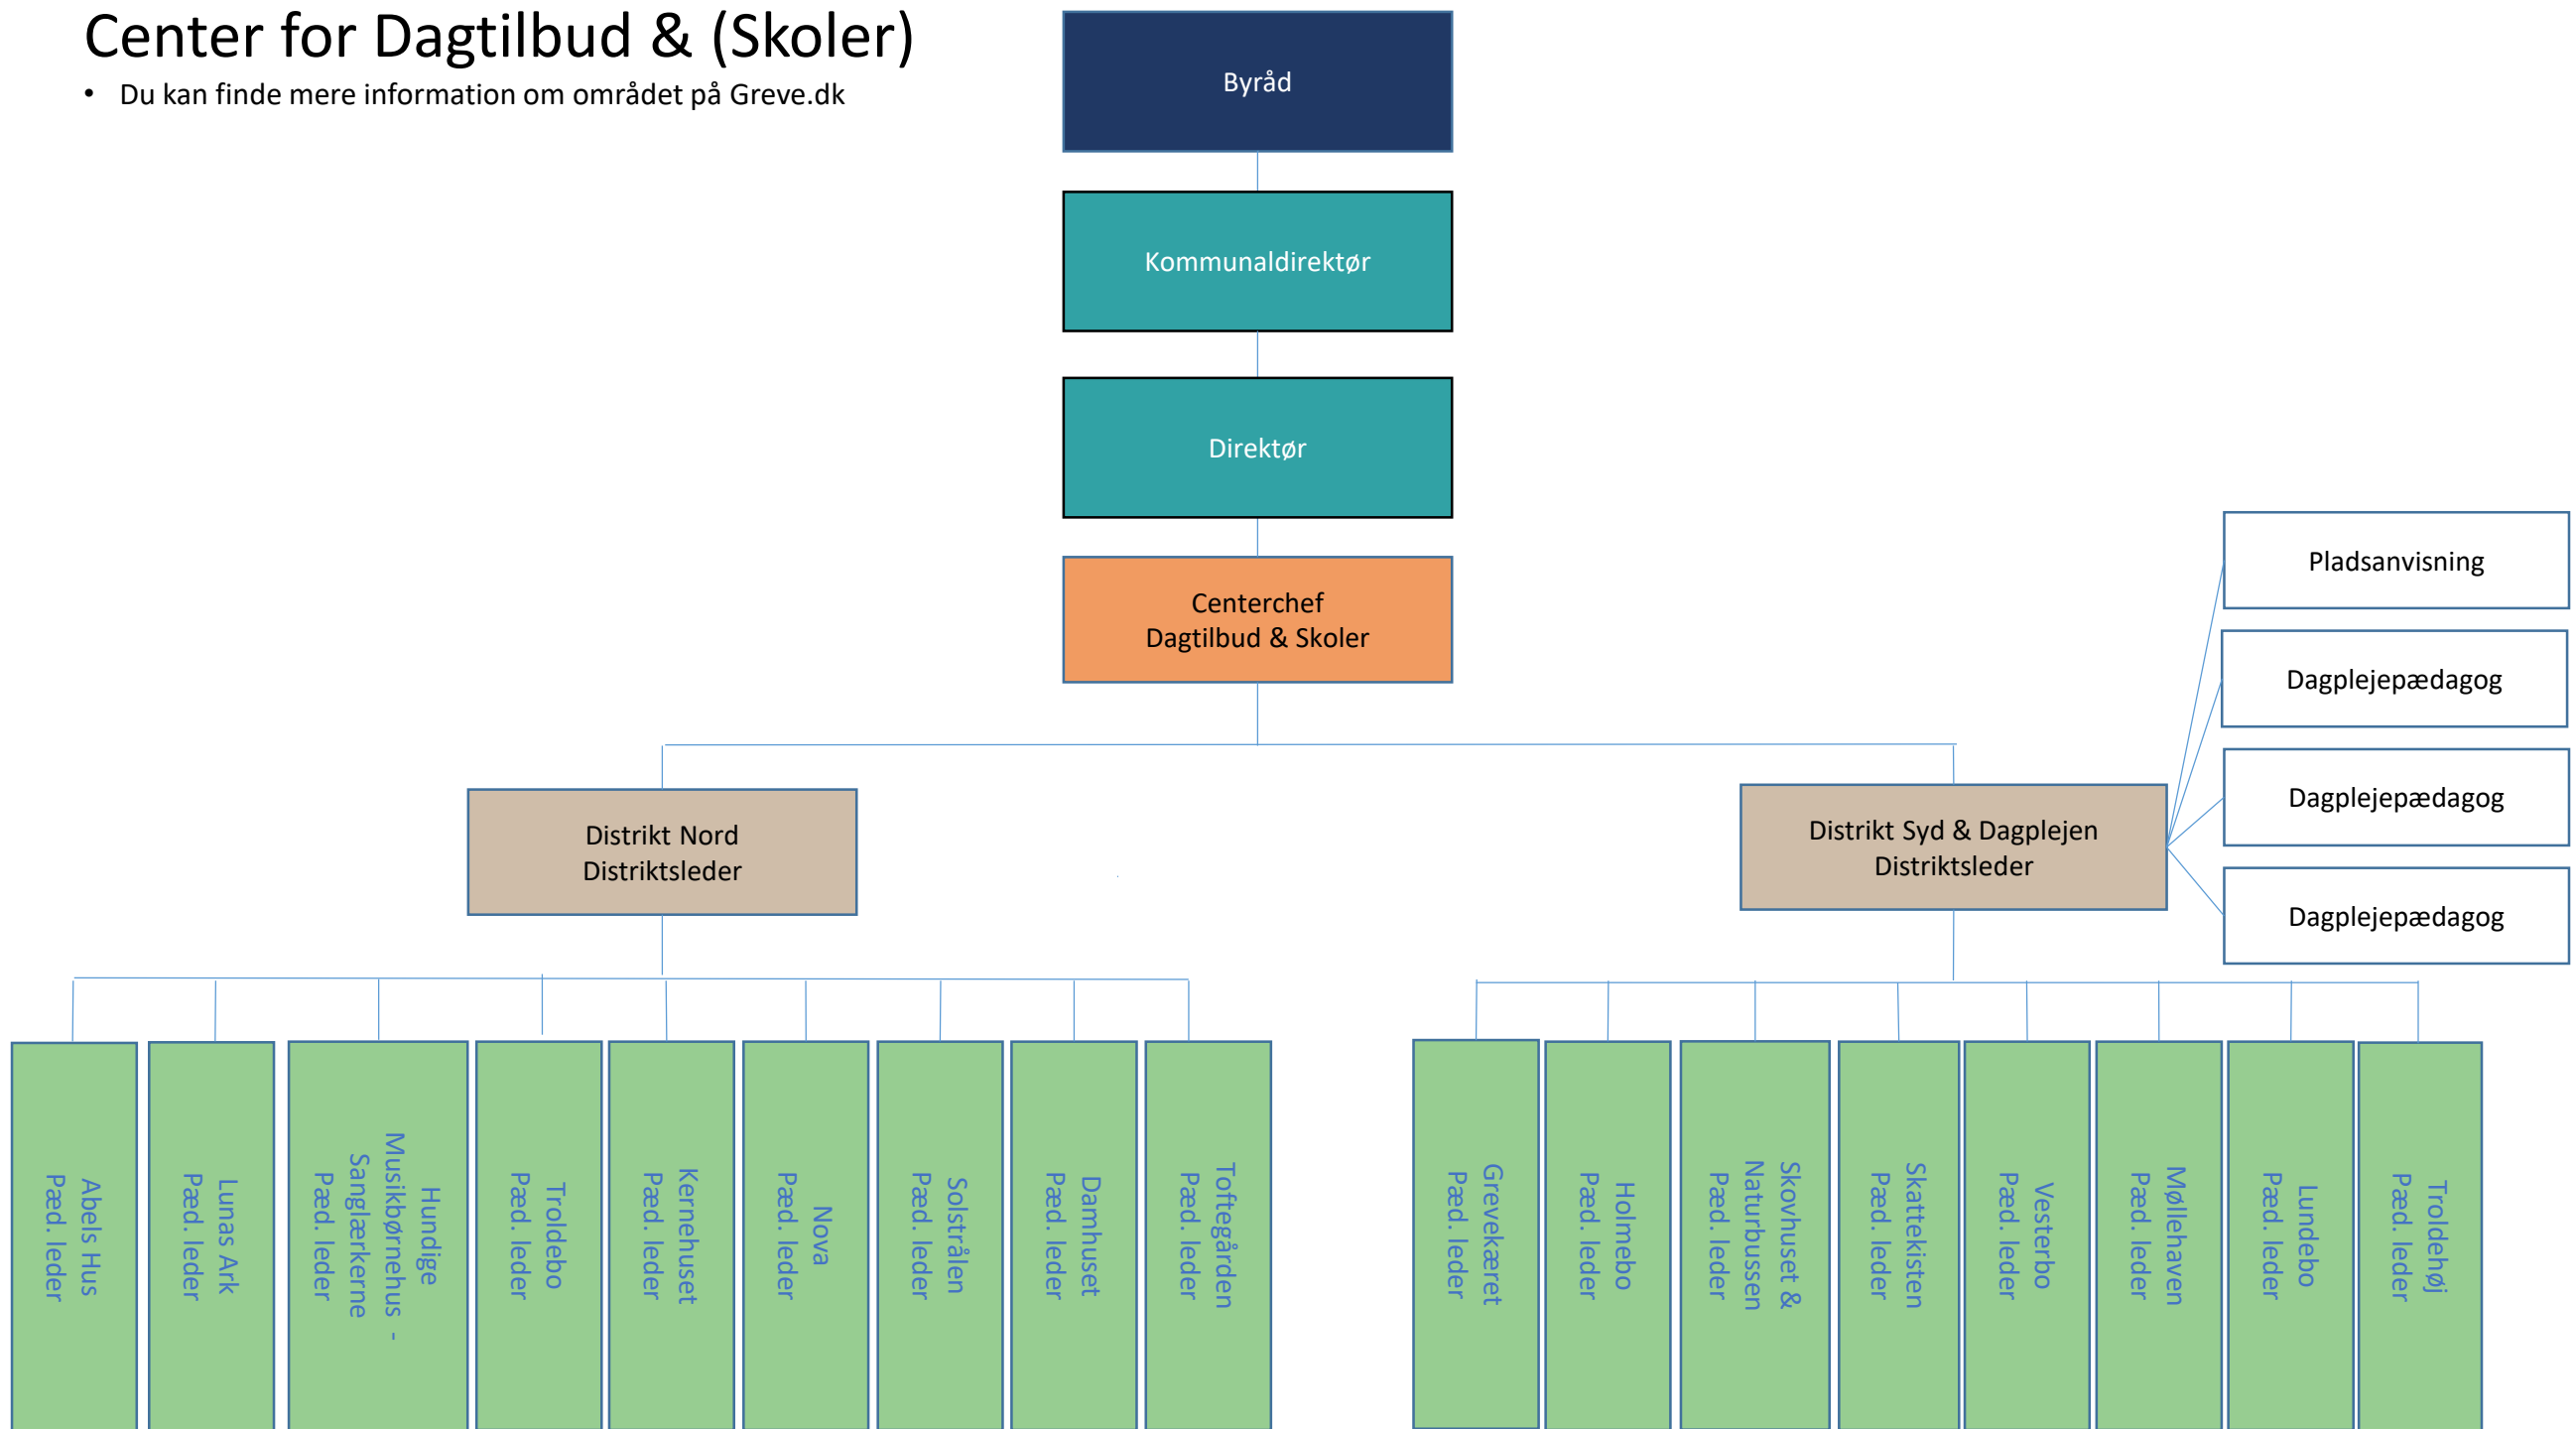 Center for Dagtilbud & (Skoler)
• Du kan finde mere information om området på Greve.dk
Byråd
Kommunaldirektør
Direktør
Centerchef
Dagtilbud & Skoler
Pladsanvisning
Dagplejepædagog
Dagplejepædagog
Dagplejepædagog
Distrikt Nord
Distriktsleder
Distrikt Syd & Dagplejen
Distriktsleder
Abels Hus
Pæd. leder
Lunas Ark
Pæd. leder
Hundige
Musikbørnehus -
Sanglærkerne
Pæd. leder
Troldebo
Pæd. leder
Kernehuset
Pæd. leder
Nova
Pæd. leder
Solstrålen
Pæd. leder
Damhuset
Pæd. leder
Toftegården
Pæd. leder
Grevekæret
Pæd. leder
Holmebo
Pæd. leder
Skovhuset &
Naturbussen
Pæd. leder
Skattekisten
Pæd. leder
Vesterbo
Pæd. leder
Møllehaven
Pæd. leder
Lundebo
Pæd. leder
Troldehøj
Pæd. leder